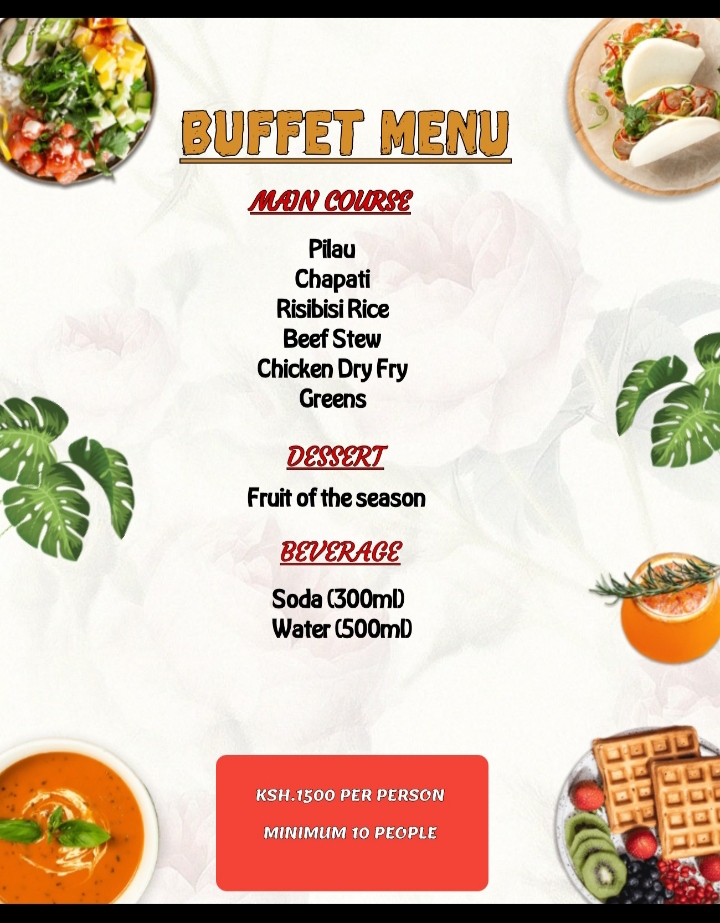 BUFFET MENU
MAIN COURSE
Pilau
Chapati
Risibisi Rice
Beef Stew
Chicken Dry Fry
Greens
DESSERT
Fruit of the season
BEVERAGE
Soda (300ml)
Water (500ml)
KSH.1500 PER PERSON
MINIMUM 10 PEOPLE